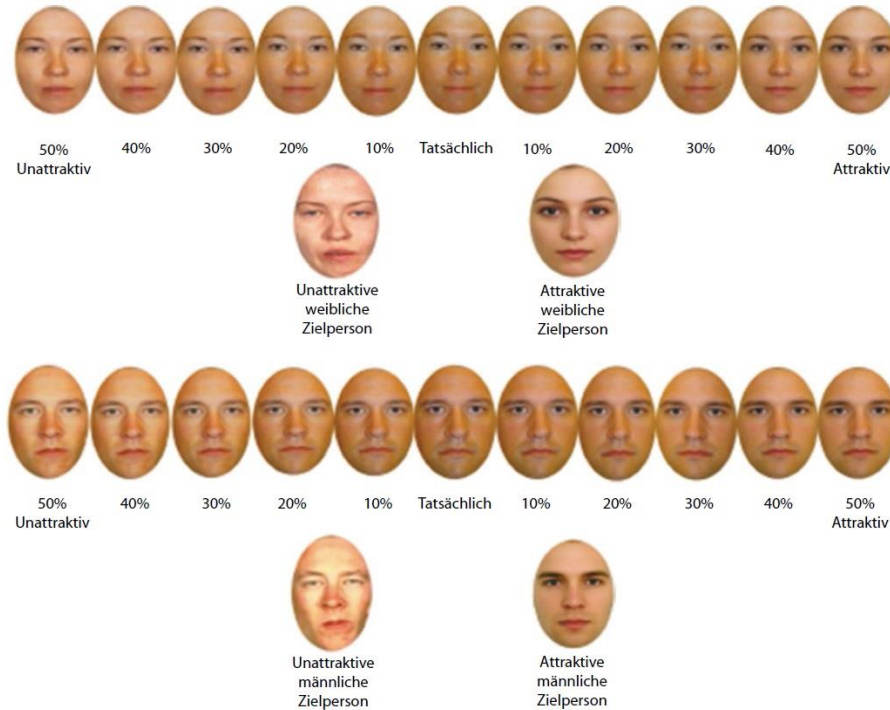 50% 40% 30% 20% 10% Tatsächlich 10% 20% 30% 40% 50%
Unattraktiv Attraktiv
Unattraktive Attraktive
weibliche weibliche
Zielperson Zielperson
50% 40% 30% 20% 10% Tatsächlich 10% 20% 30% 40% 50%
Unattraktiv Attraktiv
Unattraktive Attraktive
männliche männliche
Zielperson Zielperson